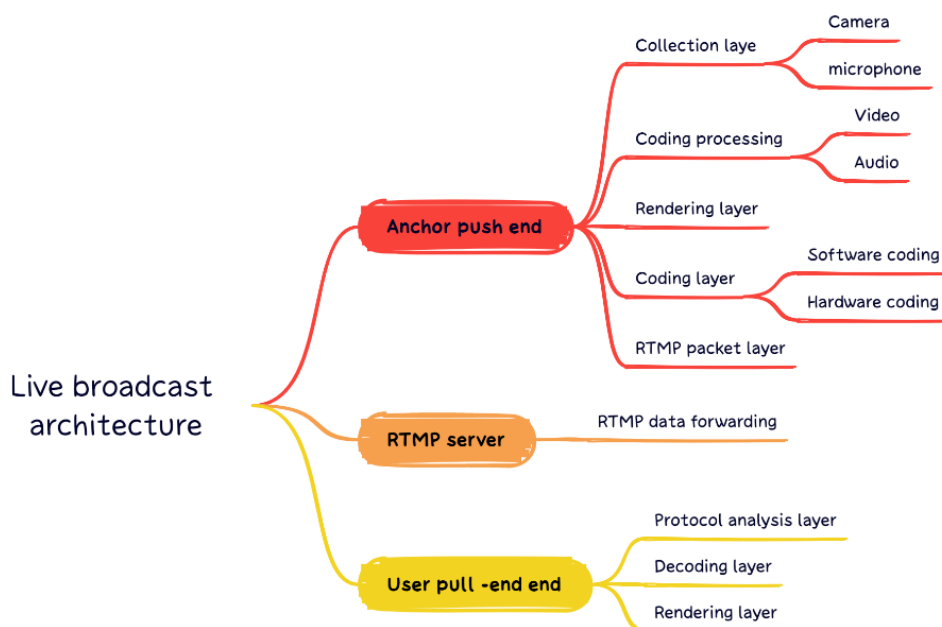 Live broadcast
architecture
Anchor push end
Collection laye
Camera
microphone
Coding processing
Video
Audio
Rendering layer
Coding layer
Software coding
Hardware coding
RTMP packet layer
RTMP server
RTMP data forwarding
User pull -end end
Protocol analysis layer
Decoding layer
Rendering layer